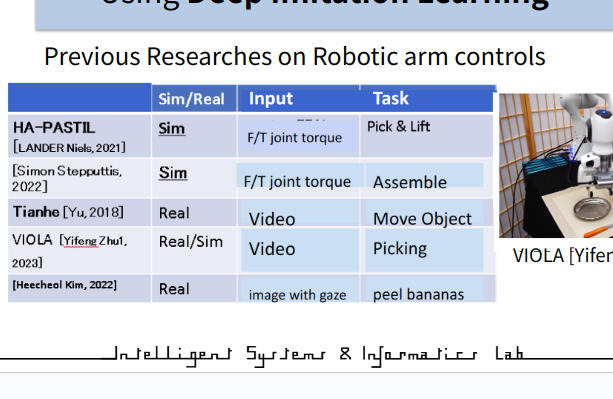 Using Deep Imitation Learning
Previous Researches on Robotic arm controls
Sim/Real Input Task
HA-PASTIL
[LANDER Niels, 2021] Sim F/T joint torque Pick & Lift
[Simon Stepputtis,
2022] Sim F/T joint torque Assemble
Tianhe [Yu, 2018] Real Video Move Object
VIOLA [Yifeng Zhu1,
2023] Real/Sim Video Picking
[Heecheol Kim, 2022] Real image with gaze peel bananas
VIOLA [Yifen
Intelligent Systems & Informatics Lab